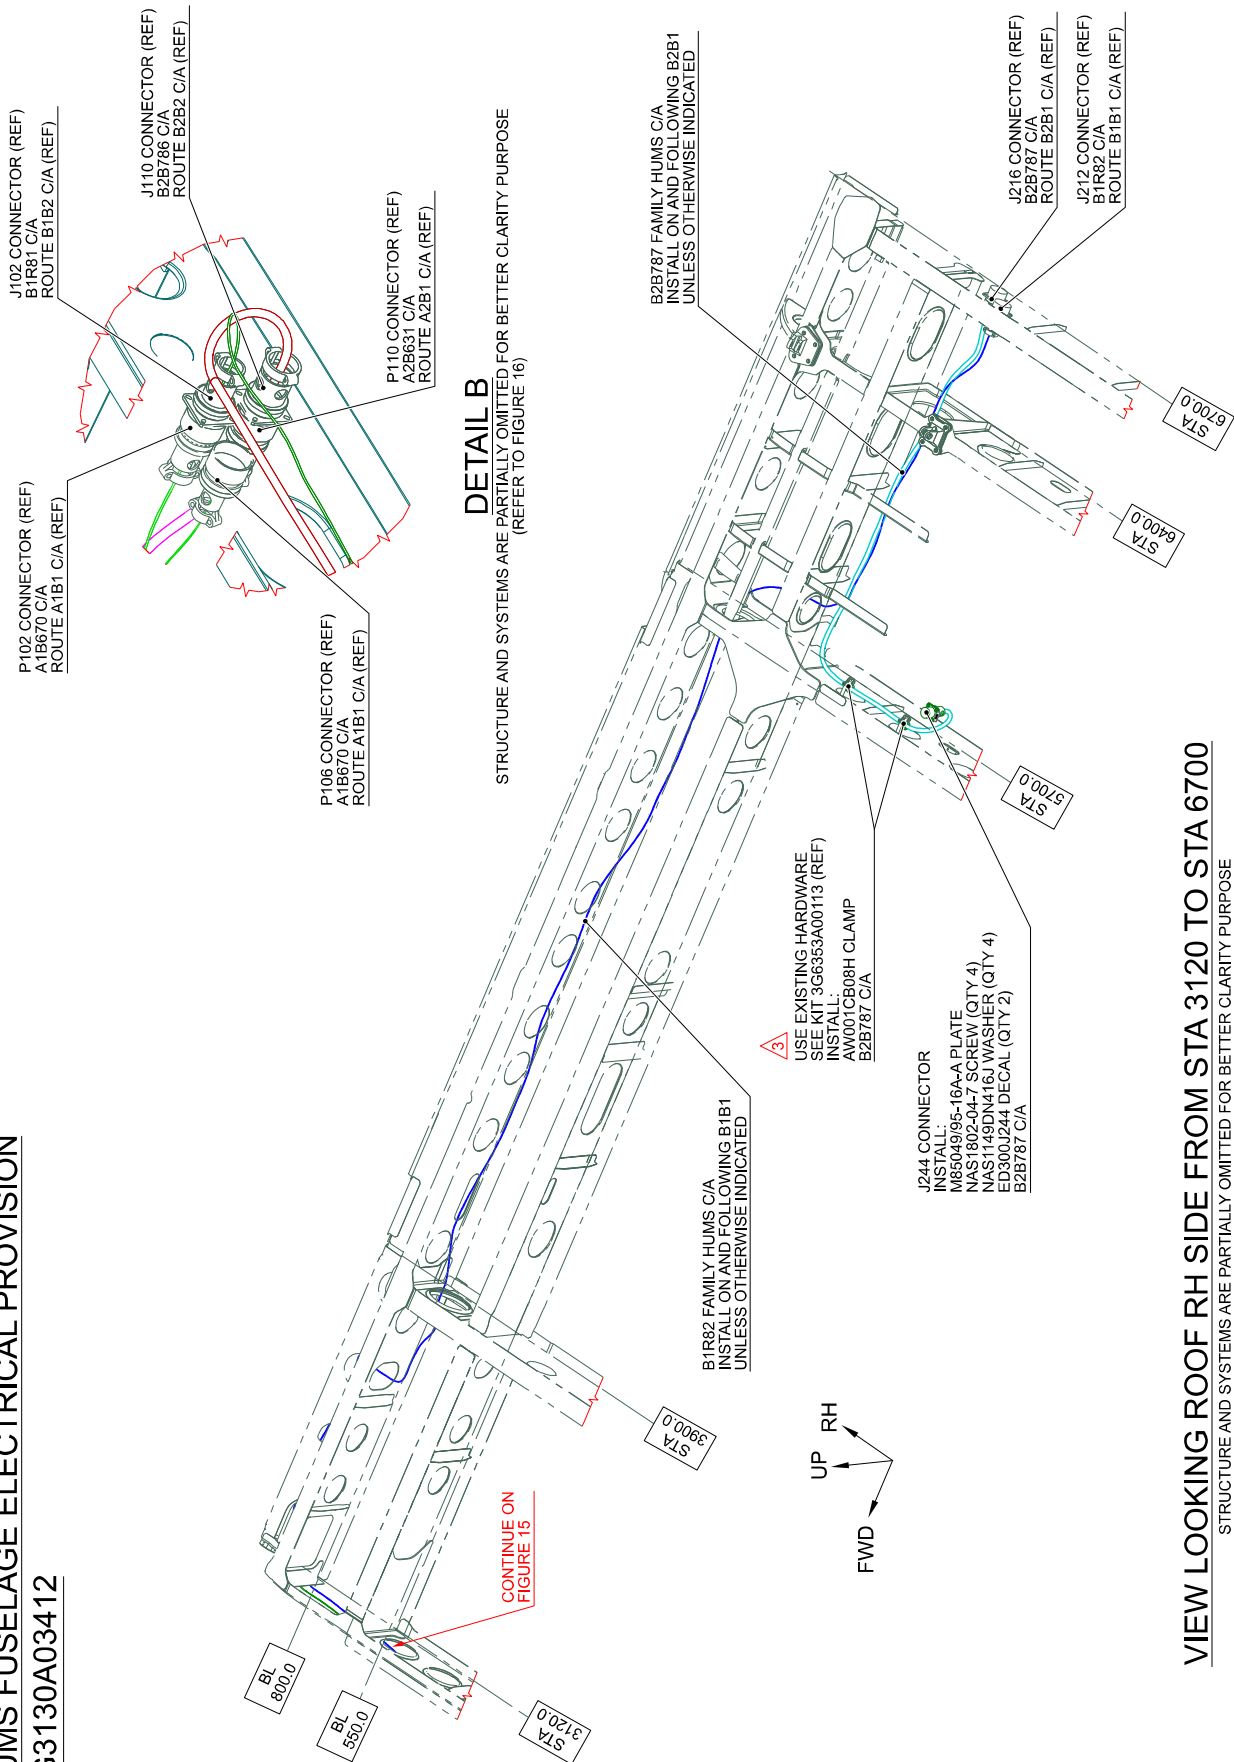 UMS FUSELAGE ELECTRICAL PROVISION
G3130A03412
J102 CONNECTOR (REF)
B1R81 C/A
ROUTE B1B2 C/A (REF)
J110 CONNECTOR (REF)
B2B786 C/A
ROUTE B2B2 C/A (REF)
P102 CONNECTOR (REF)
A1B670 C/A
ROUTE A1B1 C/A (REF)
P110 CONNECTOR (REF)
A2B631 C/A
ROUTE A2B1 C/A (REF)
P106 CONNECTOR (REF)
A1B670 C/A
ROUTE A1B1 C/A (REF)
DETAIL B
STRUCTURE AND SYSTEMS ARE PARTIALLY OMITTED FOR BETTER CLARITY PURPOSE
(REFER TO FIGURE 16)
B2B787 FAMILY HUMS C/A
INSTALL ON AND FOLLOWING B2B1
UNLESS OTHERWISE INDICATED
J216 CONNECTOR (REF)
B2B787 C/A
ROUTE B2B1 C/A (REF)
J212 CONNECTOR (REF)
B1R82 C/A
ROUTE B1B1 C/A (REF)
STA
6700.0
STA
6400.0
STA
5700.0
3
USE EXISTING HARDWARE
SEE KIT 3G6353A00113 (REF)
INSTALL:
AW001CB08H CLAMP
B2B787 C/A
J244 CONNECTOR
INSTALL:
M85049/95-16A-A PLATE
NAS1802-04-7 SCREW (QTY 4)
NAS1149DN416J WASHER (QTY 4)
ED300J244 DECAL (QTY 2)
B2B787 C/A
B1R82 FAMILY HUMS C/A
INSTALL ON AND FOLLOWING B1B1
UNLESS OTHERWISE INDICATED
STA
3900.0
CONTINUE ON
FIGURE 15
BL
800.0
BL
550.0
STA
3120.0
UP
RH
FWD
VIEW LOOKING ROOF RH SIDE FROM STA 3120 TO STA 6700
STRUCTURE AND SYSTEMS ARE PARTIALLY OMITTED FOR BETTER CLARITY PURPOSE